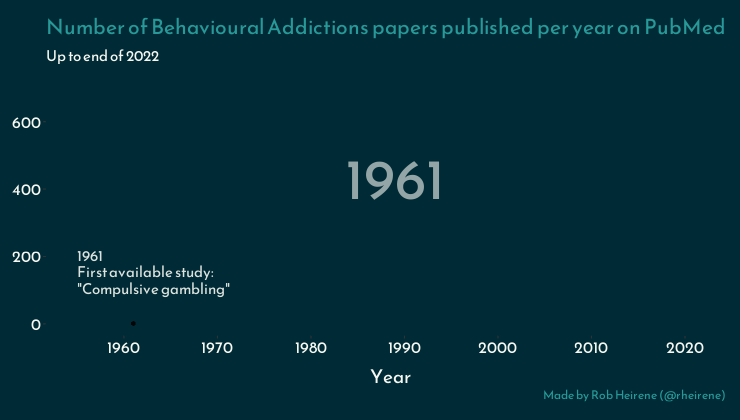 Number of Behavioural Addictions papers published per year on PubMed
Up to end of 2022
600
400
1961
200
1961
First available study:
"Compulsive gambling"
0
1960 1970 1980 1990 2000 2010 2020
Year
Made by Rob Heirene (@rheirene)